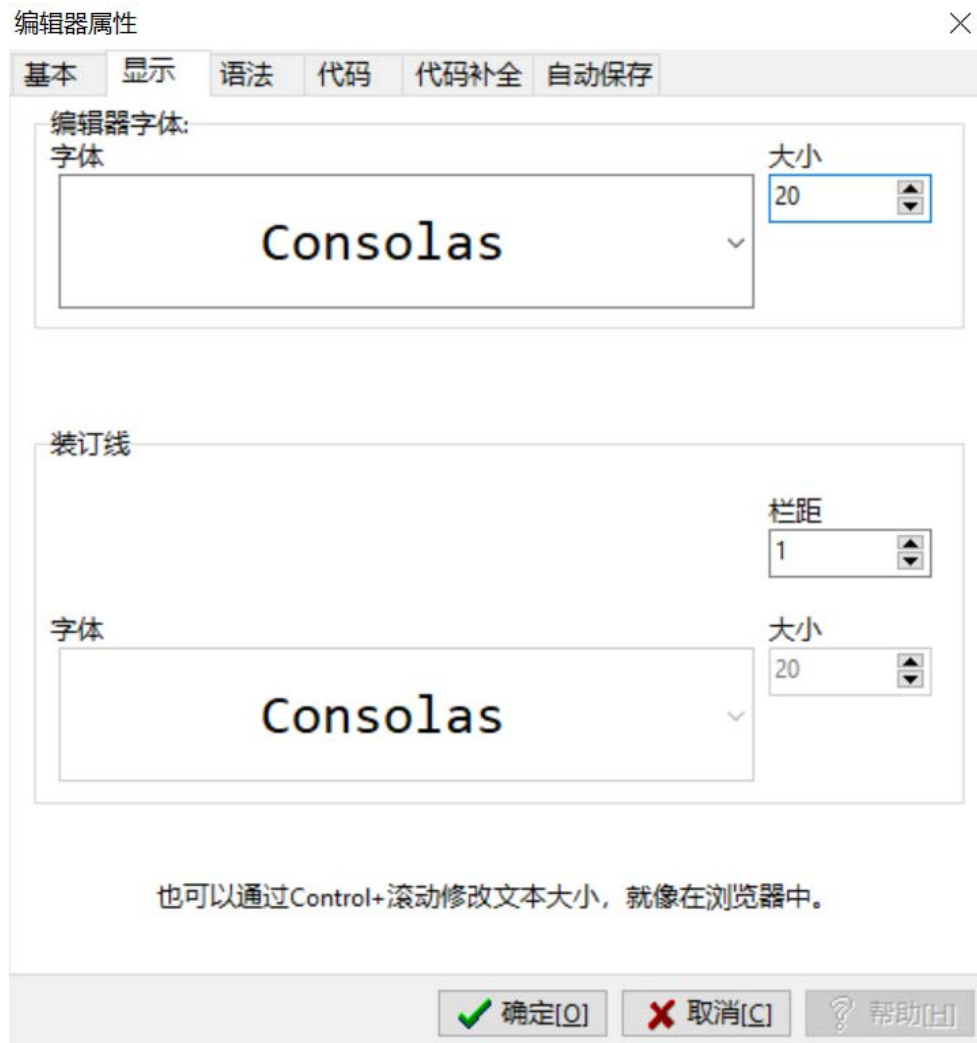 编辑器属性
基本 显示 语法 代码 代码补全 自动保存
编辑器字体:
字体 大小
Consolas 20
装订线
栏距
1
字体 大小
Consolas 20
也可以通过Control+滚动修改文本大小，就像在浏览器中。
确定[O] 取消[C] 帮助[H]